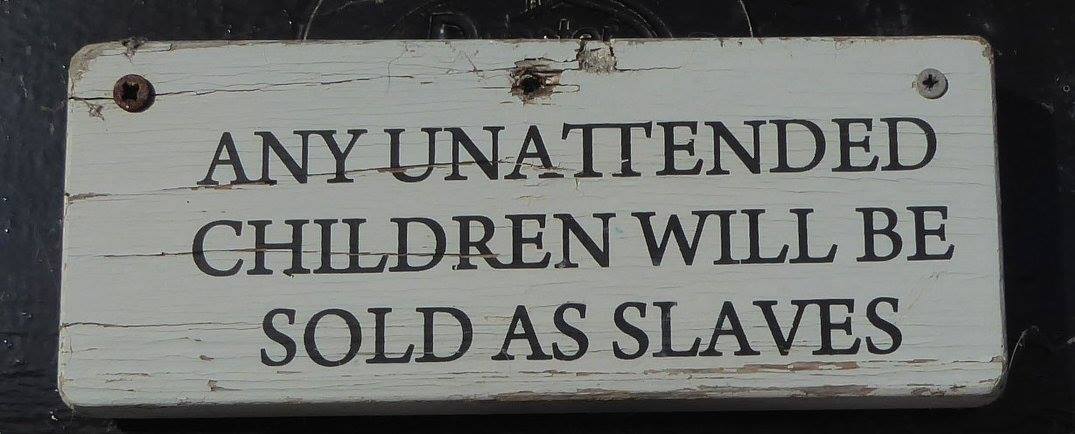 ANY UNATTENDED
CHILDREN WILL BE
SOLD AS SLAVES